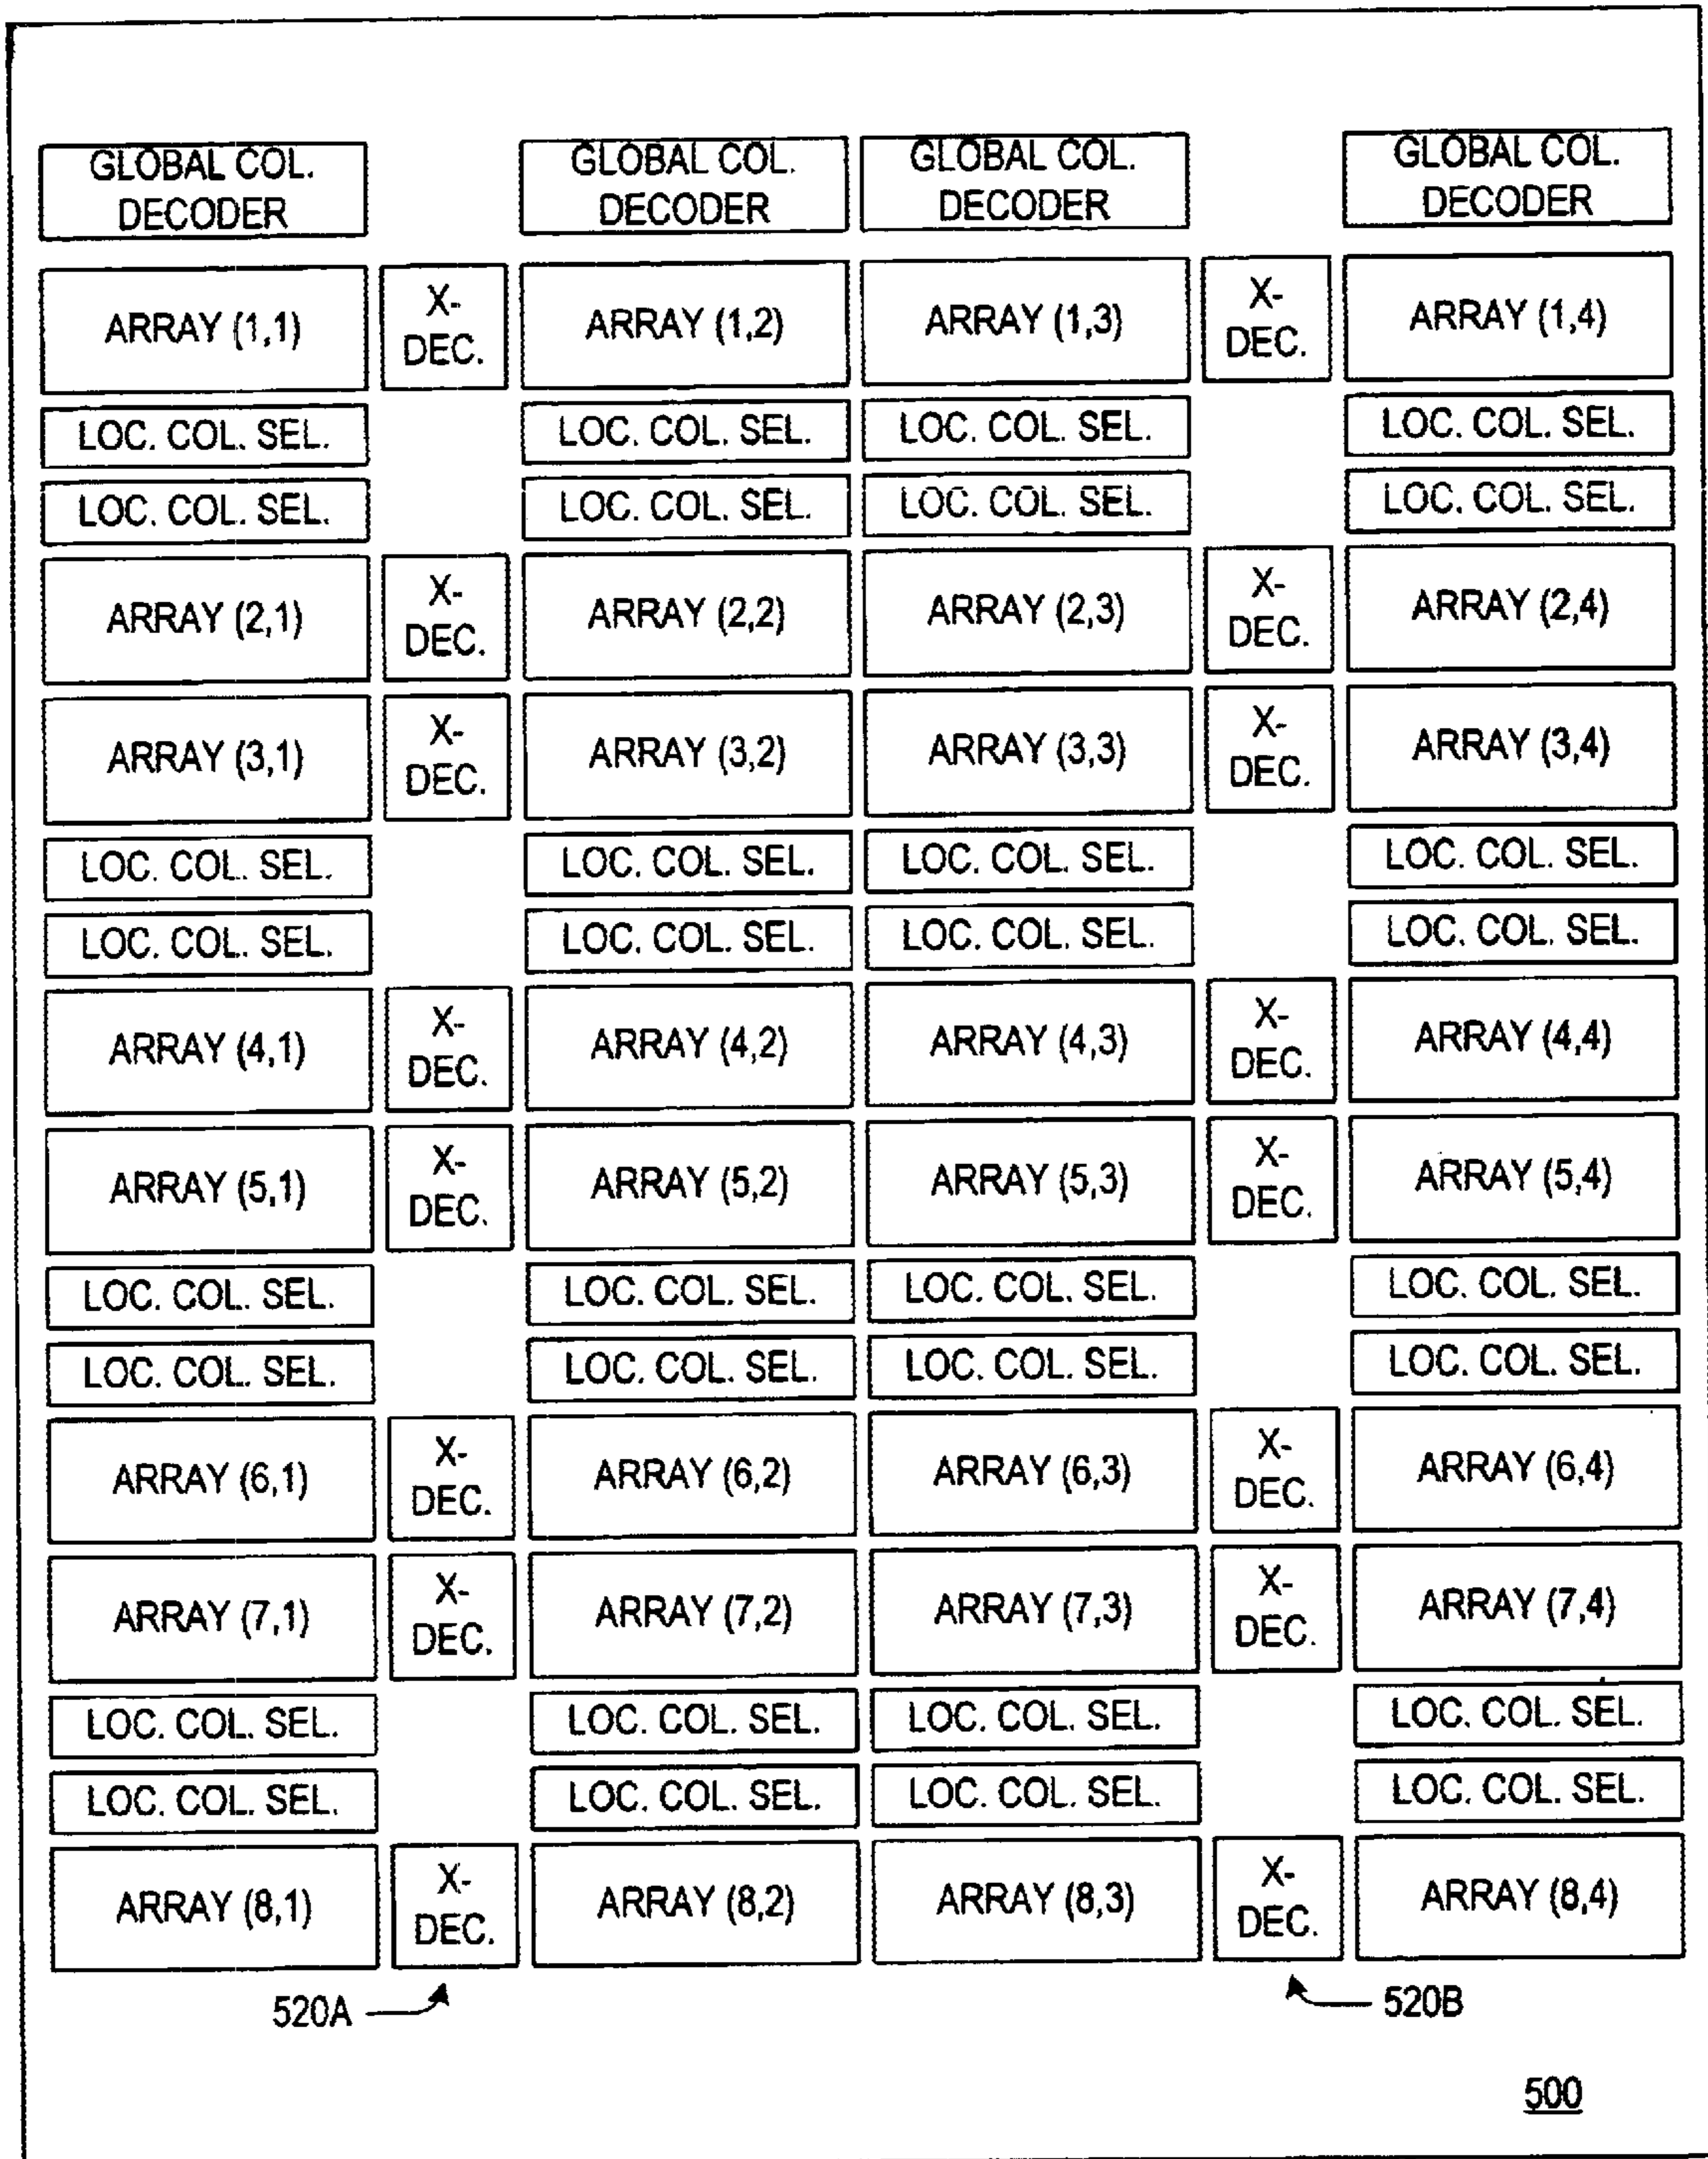 GLOBAL COL. DECODER GLOBAL COL. DECODER GLOBAL COL. DECODER GLOBAL COL. DECODER
ARRAY (1,1) X-DEC. ARRAY (1,2) ARRAY (1,3) X-DEC. ARRAY (1,4)
LOC. COL. SEL. LOC. COL. SEL. LOC. COL. SEL. LOC. COL. SEL.
LOC. COL. SEL. LOC. COL. SEL. LOC. COL. SEL. LOC. COL. SEL.
ARRAY (2,1) X-DEC. ARRAY (2,2) ARRAY (2,3) X-DEC. ARRAY (2,4)
ARRAY (3,1) X-DEC. ARRAY (3,2) ARRAY (3,3) X-DEC. ARRAY (3,4)
LOC. COL. SEL. LOC. COL. SEL. LOC. COL. SEL. LOC. COL. SEL.
LOC. COL. SEL. LOC. COL. SEL. LOC. COL. SEL. LOC. COL. SEL.
ARRAY (4,1) X-DEC. ARRAY (4,2) ARRAY (4,3) X-DEC. ARRAY (4,4)
ARRAY (5,1) X-DEC. ARRAY (5,2) ARRAY (5,3) X-DEC. ARRAY (5,4)
LOC. COL. SEL. LOC. COL. SEL. LOC. COL. SEL. LOC. COL. SEL.
LOC. COL. SEL. LOC. COL. SEL. LOC. COL. SEL. LOC. COL. SEL.
ARRAY (6,1) X-DEC. ARRAY (6,2) ARRAY (6,3) X-DEC. ARRAY (6,4)
ARRAY (7,1) X-DEC. ARRAY (7,2) ARRAY (7,3) X-DEC. ARRAY (7,4)
LOC. COL. SEL. LOC. COL. SEL. LOC. COL. SEL. LOC. COL. SEL.
LOC. COL. SEL. LOC. COL. SEL. LOC. COL. SEL. LOC. COL. SEL.
ARRAY (8,1) X-DEC. ARRAY (8,2) ARRAY (8,3) X-DEC. ARRAY (8,4)
520A 520B
500